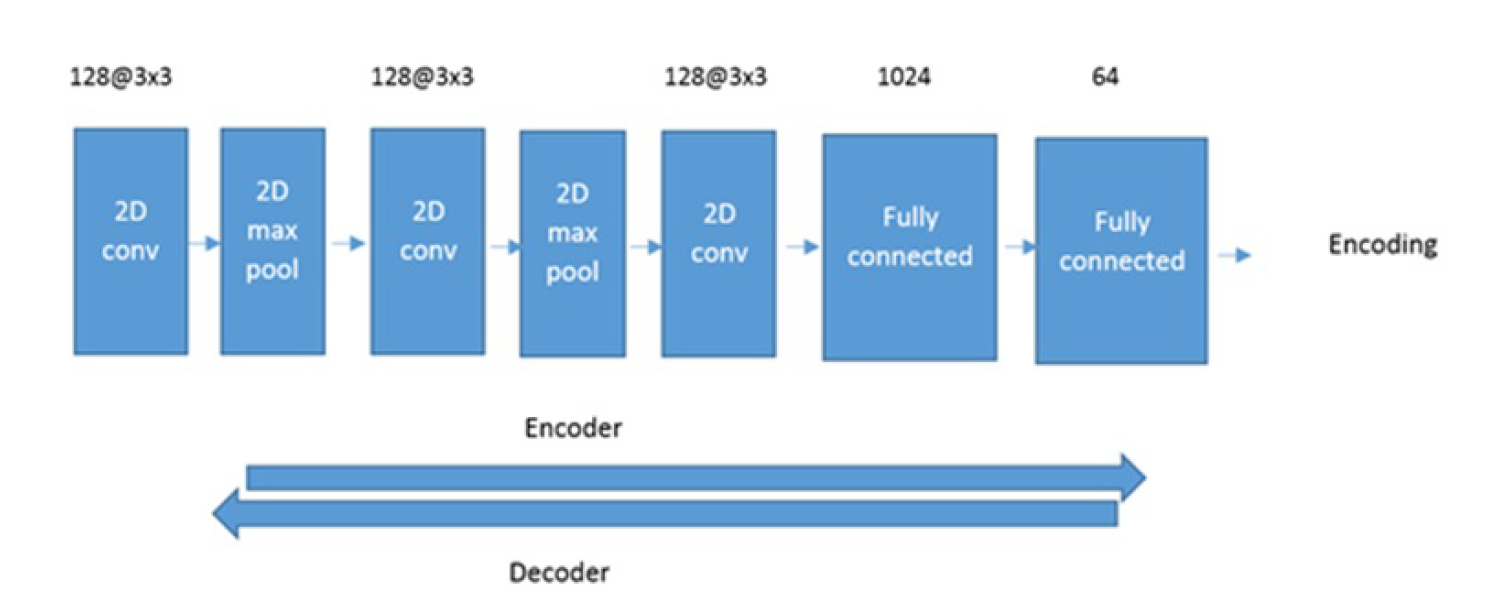 128@3x3
128@3x3
128@3x3
1024
64
2D
conv
2D
max
pool
2D
conv
2D
max
pool
2D
conv
Fully
connected
Fully
connected
Encoding
Encoder
Decoder